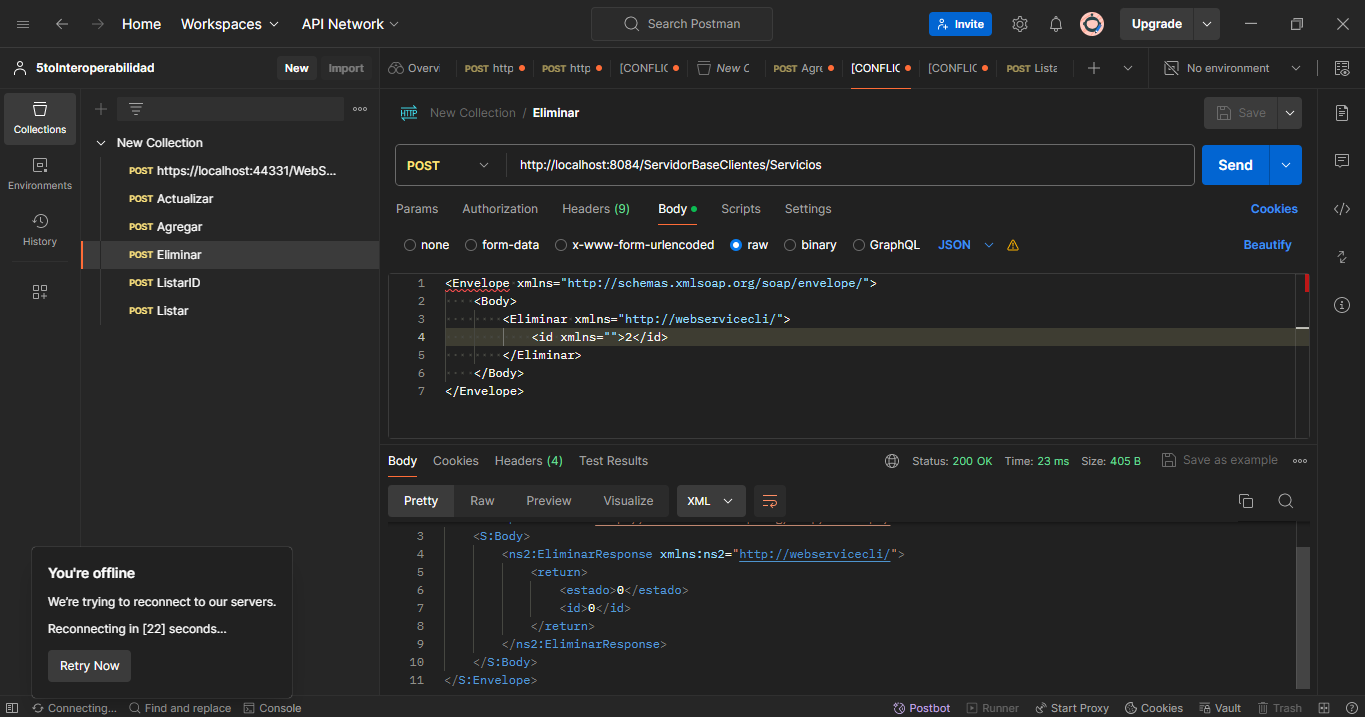 Home Workspaces API Network Search Postman Invite Upgrade
5toInteroperabilidad New Import
Overvi POST http POST http [CONFLIC New C POST Agre [CONFLIC [CONFLIC POST Lista No environment
Collections
Environments
History
New Collection
POST https://localhost:44331/WebS...
POST Actualizar
POST Agregar
POST Eliminar
POST ListarID
POST Listar
HTTP New Collection / Eliminar Save
POST http://localhost:8084/ServidorBaseClientes/Servicios Send
Params Authorization Headers (9) Body Scripts Settings Cookies
none form-data x-www-form-urlencoded raw binary GraphQL JSON Beautify
1 <Envelope xmlns="http://schemas.xmlsoap.org/soap/envelope/">
2 <Body>
3 <Eliminar xmlns="http://webservicecli/">
4 <id xmlns="">2</id>
5 </Eliminar>
6 </Body>
7 </Envelope>
Body Cookies Headers (4) Test Results Status: 200 OK Time: 23 ms Size: 405 B Save as example
Pretty Raw Preview Visualize XML
3 <S:Body>
4 <ns2:EliminarResponse xmlns:ns2="http://webservicecli/">
5 <return>
6 <estado>0</estado>
7 <id>0</id>
8 </return>
9 </ns2:EliminarResponse>
10 </S:Body>
11 </S:Envelope>
You're offline
We're trying to reconnect to our servers.
Reconnecting in [22] seconds...
Retry Now
Connecting... Find and replace Console Postbot Runner Start Proxy Cookies Vault Trash